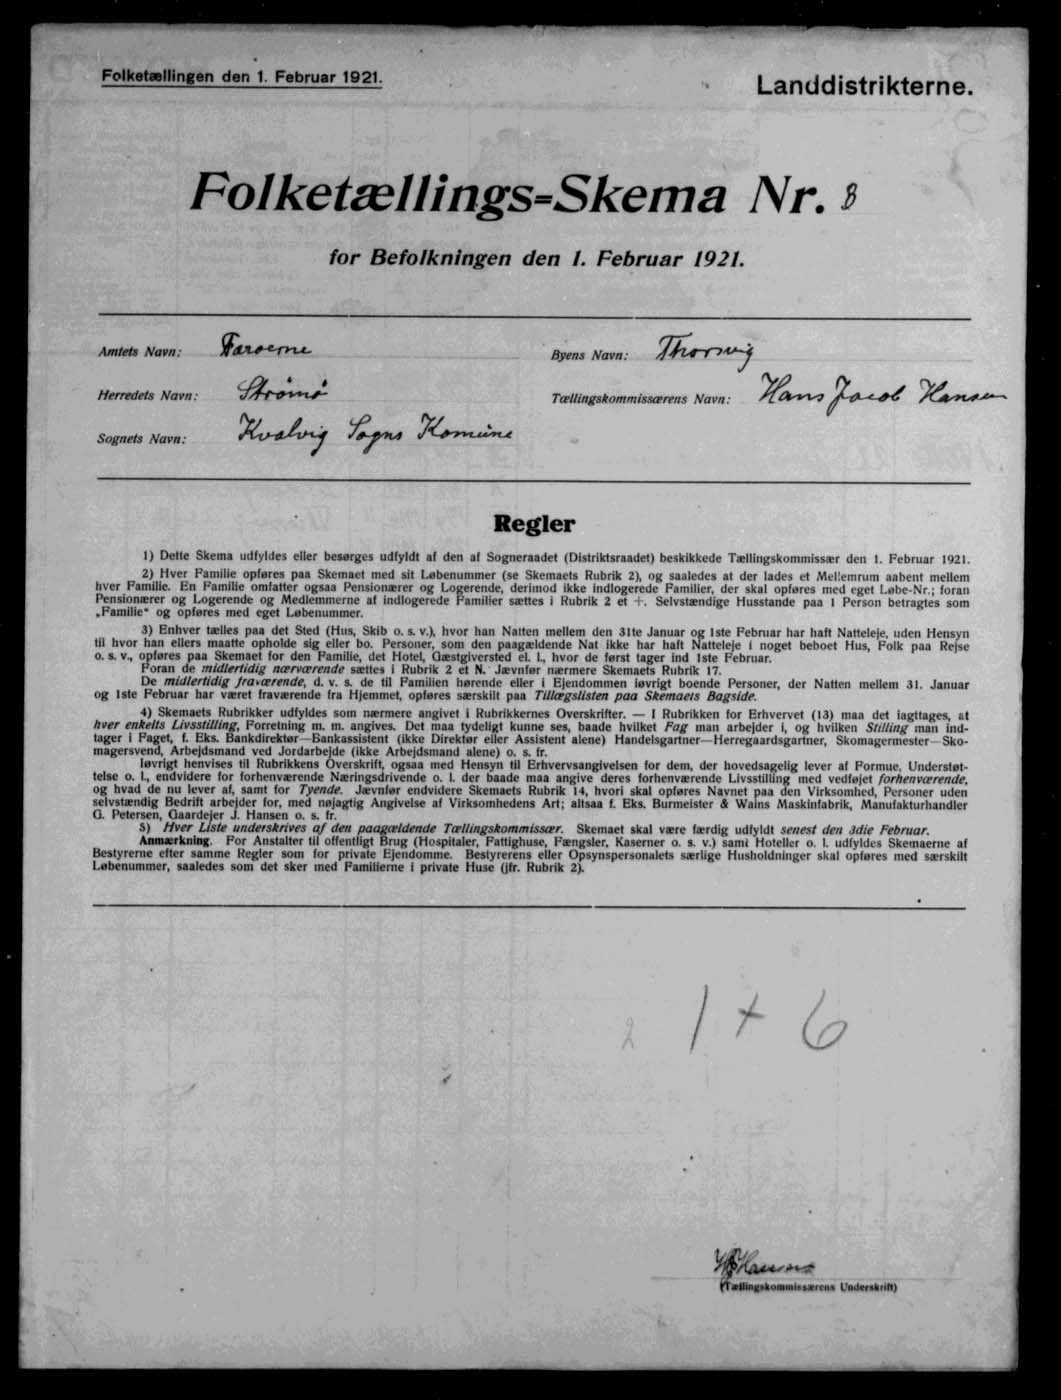 Folketællingen den 1. Februar 1921.
Landdistrikterne.
Folketællings=Skema Nr. 8
for Befolkningen den 1. Februar 1921.
Amtets Navn: Færøerne
Byens Navn: Thorsvig
Herredets Navn: Strømø
Tællingskommissærens Navn: Hans Jacob Hansen
Sognets Navn: Kvalvig Sogns Komune
Regler
1) Dette Skema udfyldes eller besørges udfyldt af den af Sogneraadet (Distriktsraadet) beskikkede Tællingskommissær den 1. Februar 1921.
2) Hver Familie opføres paa Skemaet med sit Løbenummer (se Skemaets Rubrik 2), og saaledes at der lades et Mellemrum aabent mellem
hver Familie. En Familie omfatter ogsaa Pensionærer og Logerende, derimod ikke indlogerede Familier, der skal opføres med eget Løbe-Nr.; foran
Pensionærer og Logerende og Medlemmerne af indlogerede Familier sættes i Rubrik 2 et +. Selvstændige Husstande paa 1 Person betragtes som
„Familie“ og opføres med eget Løbenummer.
3) Enhver tælles paa det Sted (Hus, Skib o. s. v.), hvor han Natten mellem den 31te Januar og 1ste Februar har haft Natteleje, uden Hensyn
til hvor han ellers maatte opholde sig eller bo. Personer, som den paagældende Nat ikke har haft Natteleje i noget beboet Hus, Folk paa Rejse
o. s. v., opføres paa Skemaet for den Familie, det Hotel, Gæstgiversted el. l., hvor de først tager ind 1ste Februar.
Foran de midlertidig nærværende sættes i Rubrik 2 et N. Jævnfør nærmere Skemaets Rubrik 17.
De midlertidig fraværende, d. v. s. de til Familien hørende eller i Ejendommen iøvrigt boende Personer, der Natten mellem 31. Januar
og 1ste Februar har været fraværende fra Hjemmet, opføres særskilt paa Tillægslisten paa Skemaets Bagside.
4) Skemaets Rubrikker udfyldes som nærmere angivet i Rubrikkernes Overskrifter. — I Rubrikken for Erhvervet (13) maa det iagttages, at
hver enkelts Livsstilling, Forretning m. m. angives. Det maa tydeligt kunne ses, baade hvilket Fag man arbejder i, og hvilken Stilling man ind-
tager i Faget, f. Eks. Bankdirektør—Bankassistent (ikke Direktør eller Assistent alene) Handelsgartner—Herregaardsgartner, Skomagermester—Sko-
magersvend, Arbejdsmand ved Jordarbejde (ikke Arbejdsmand alene) o. s. fr.
Iøvrigt henvises til Rubrikkens Overskrift, ogsaa med Hensyn til Erhvervsangivelsen for dem, der hovedsagelig lever af Formue, Understøt-
telse o. l., endvidere for forhenværende Næringsdrivende o. l. der baade maa angive deres forhenværende Livsstilling med vedføjet forhenværende,
og hvad de nu lever af, samt for Tyende. Jævnfør endvidere Skemaets Rubrik 14, hvori skal opføres Navnet paa den Virksomhed, Personer uden
selvstændig Bedrift arbejder for, med nøjagtig Angivelse af Virksomhedens Art; altsaa f. Eks. Burmeister & Wains Maskinfabrik, Manufakturhandler
G. Petersen, Gaardejer J. Hansen o. s. fr.
5) Hver Liste underskrives af den paagældende Tællingskommissær. Skemaet skal være færdig udfyldt senest den 3die Februar.
Anmærkning. For Anstalter til offentligt Brug (Hospitaler, Fattighuse, Fængsler, Kaserner o. s. v.) samt Hoteller o. l. udfyldes Skemaerne af
Bestyrerne efter samme Regler som for private Ejendomme. Bestyrerens eller Opsynspersonalets særlige Husholdninger skal opføres med særskilt
Løbenummer, saaledes som det sker med Familierne i private Huse (jfr. Rubrik 2).
2 1 + 6
HJHansen
(Tællingskommissærens Underskrift)